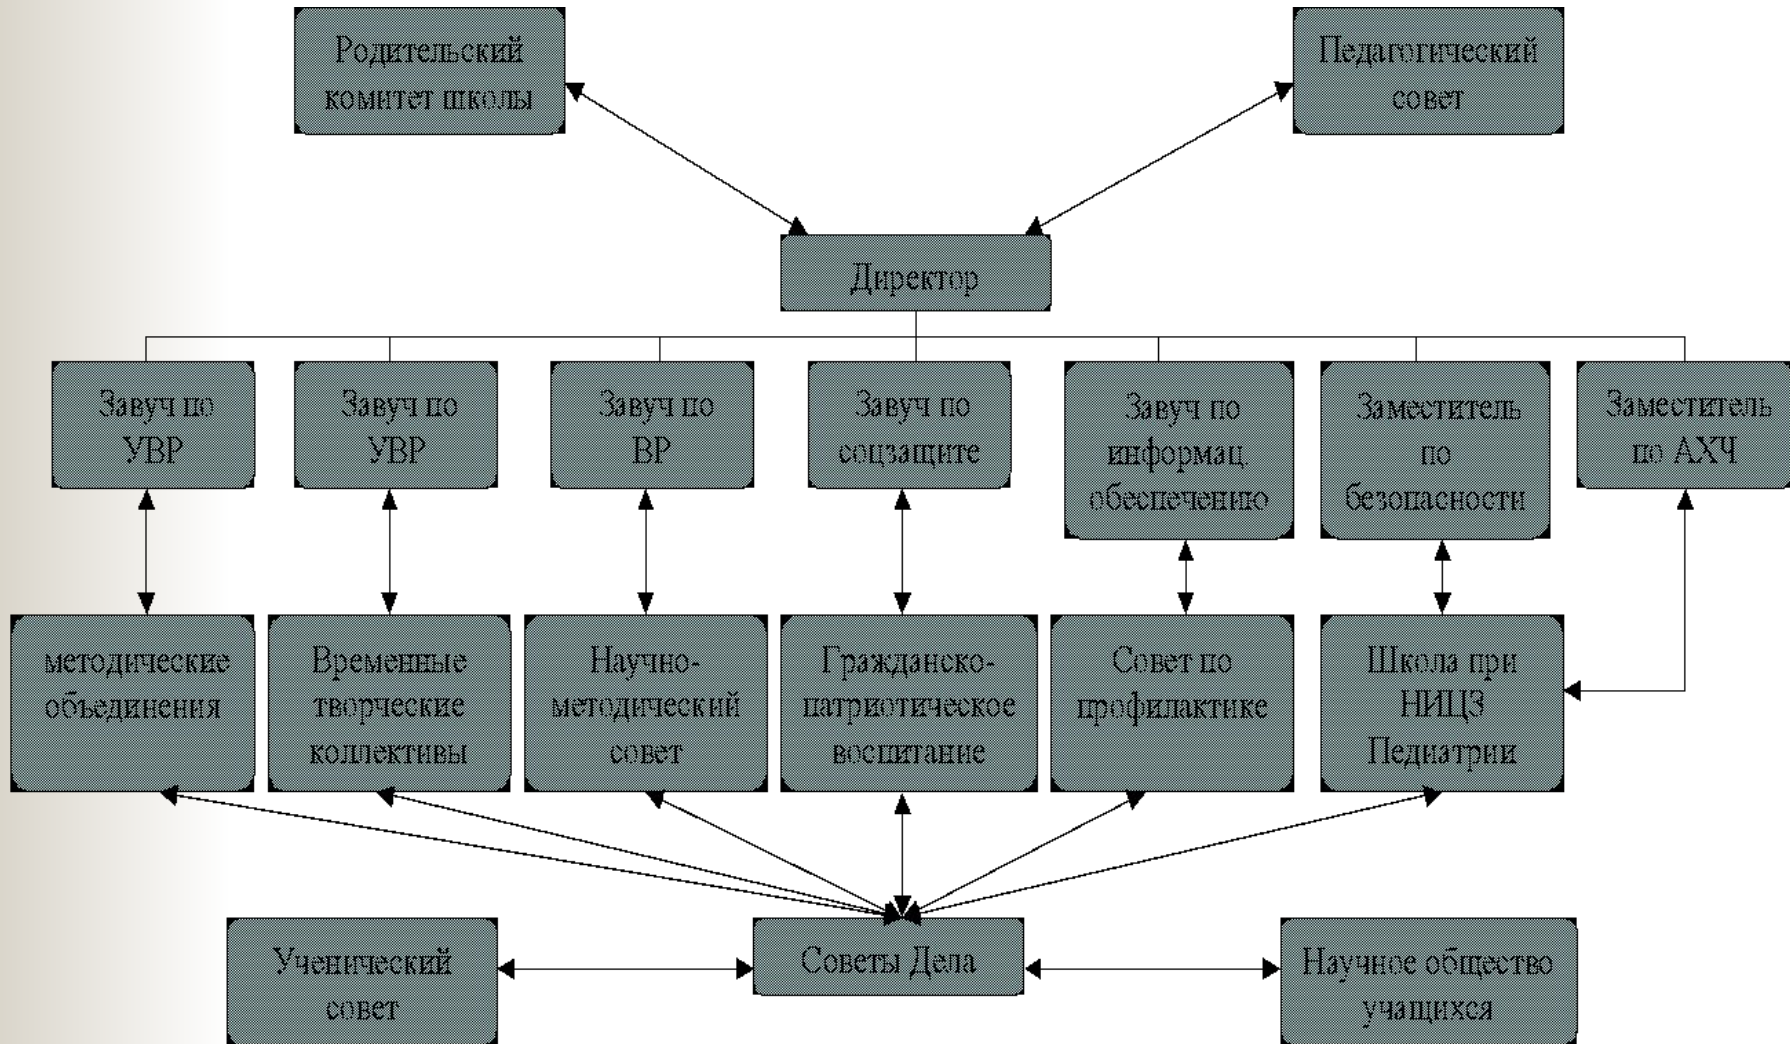 Родительский
комитет школы
Педагогический
совет
Директор
Завуч по
УВР
Завуч по
УВР
Завуч по
ВР
Завуч по
соцзащите
Завуч по
информац.
обеспечению
Заместитель
по
безопасности
Заместитель
по АХЧ
методические
объединения
Временные
творческие
коллективы
Научно-
методический
совет
Гражданско-
патриотическое
воспитание
Совет по
профилактике
Школа при
НИЦЗ
Педиатрии
Ученический
совет
Советы Дела
Научное общество
учащихся